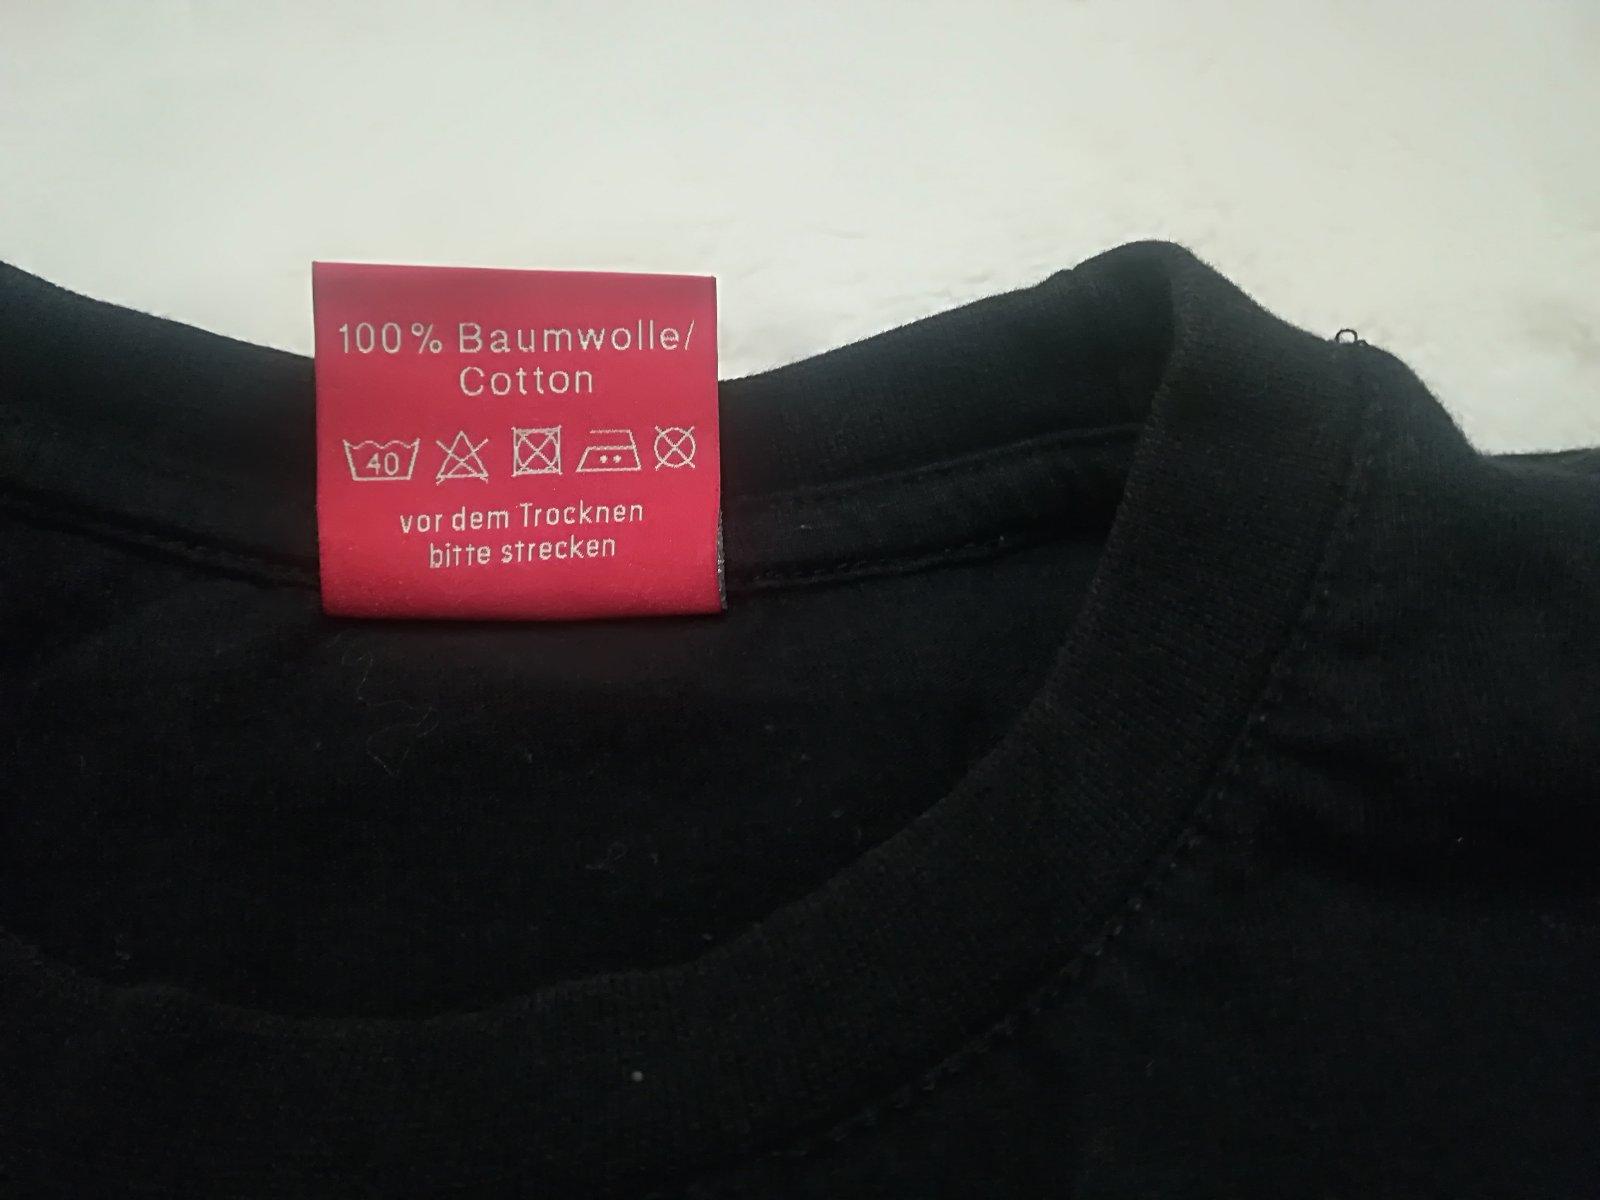 100% Baumwolle/
Cotton
40
vor dem Trocknen
bitte strecken